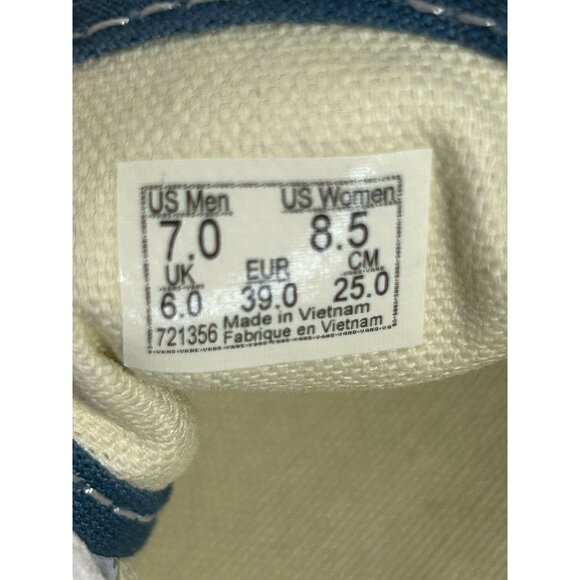 US Men US Women
7.0 8.5
UK EUR CM
6.0 39.0 25.0
721356 Made in Vietnam
Fabrique en Vietnam